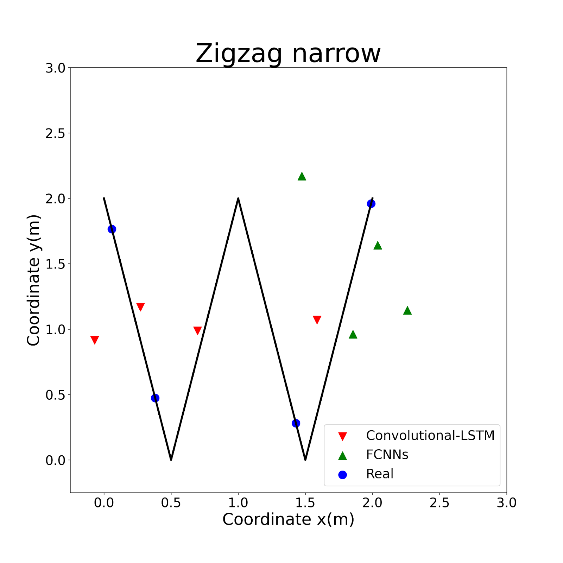 Zigzag narrow
3.0
2.5
2.0
1.5
1.0
0.5
0.0
Coordinate y(m)
Convolutional-LSTM
FCNNs
Real
0.0 0.5 1.0 1.5 2.0 2.5 3.0
Coordinate x(m)